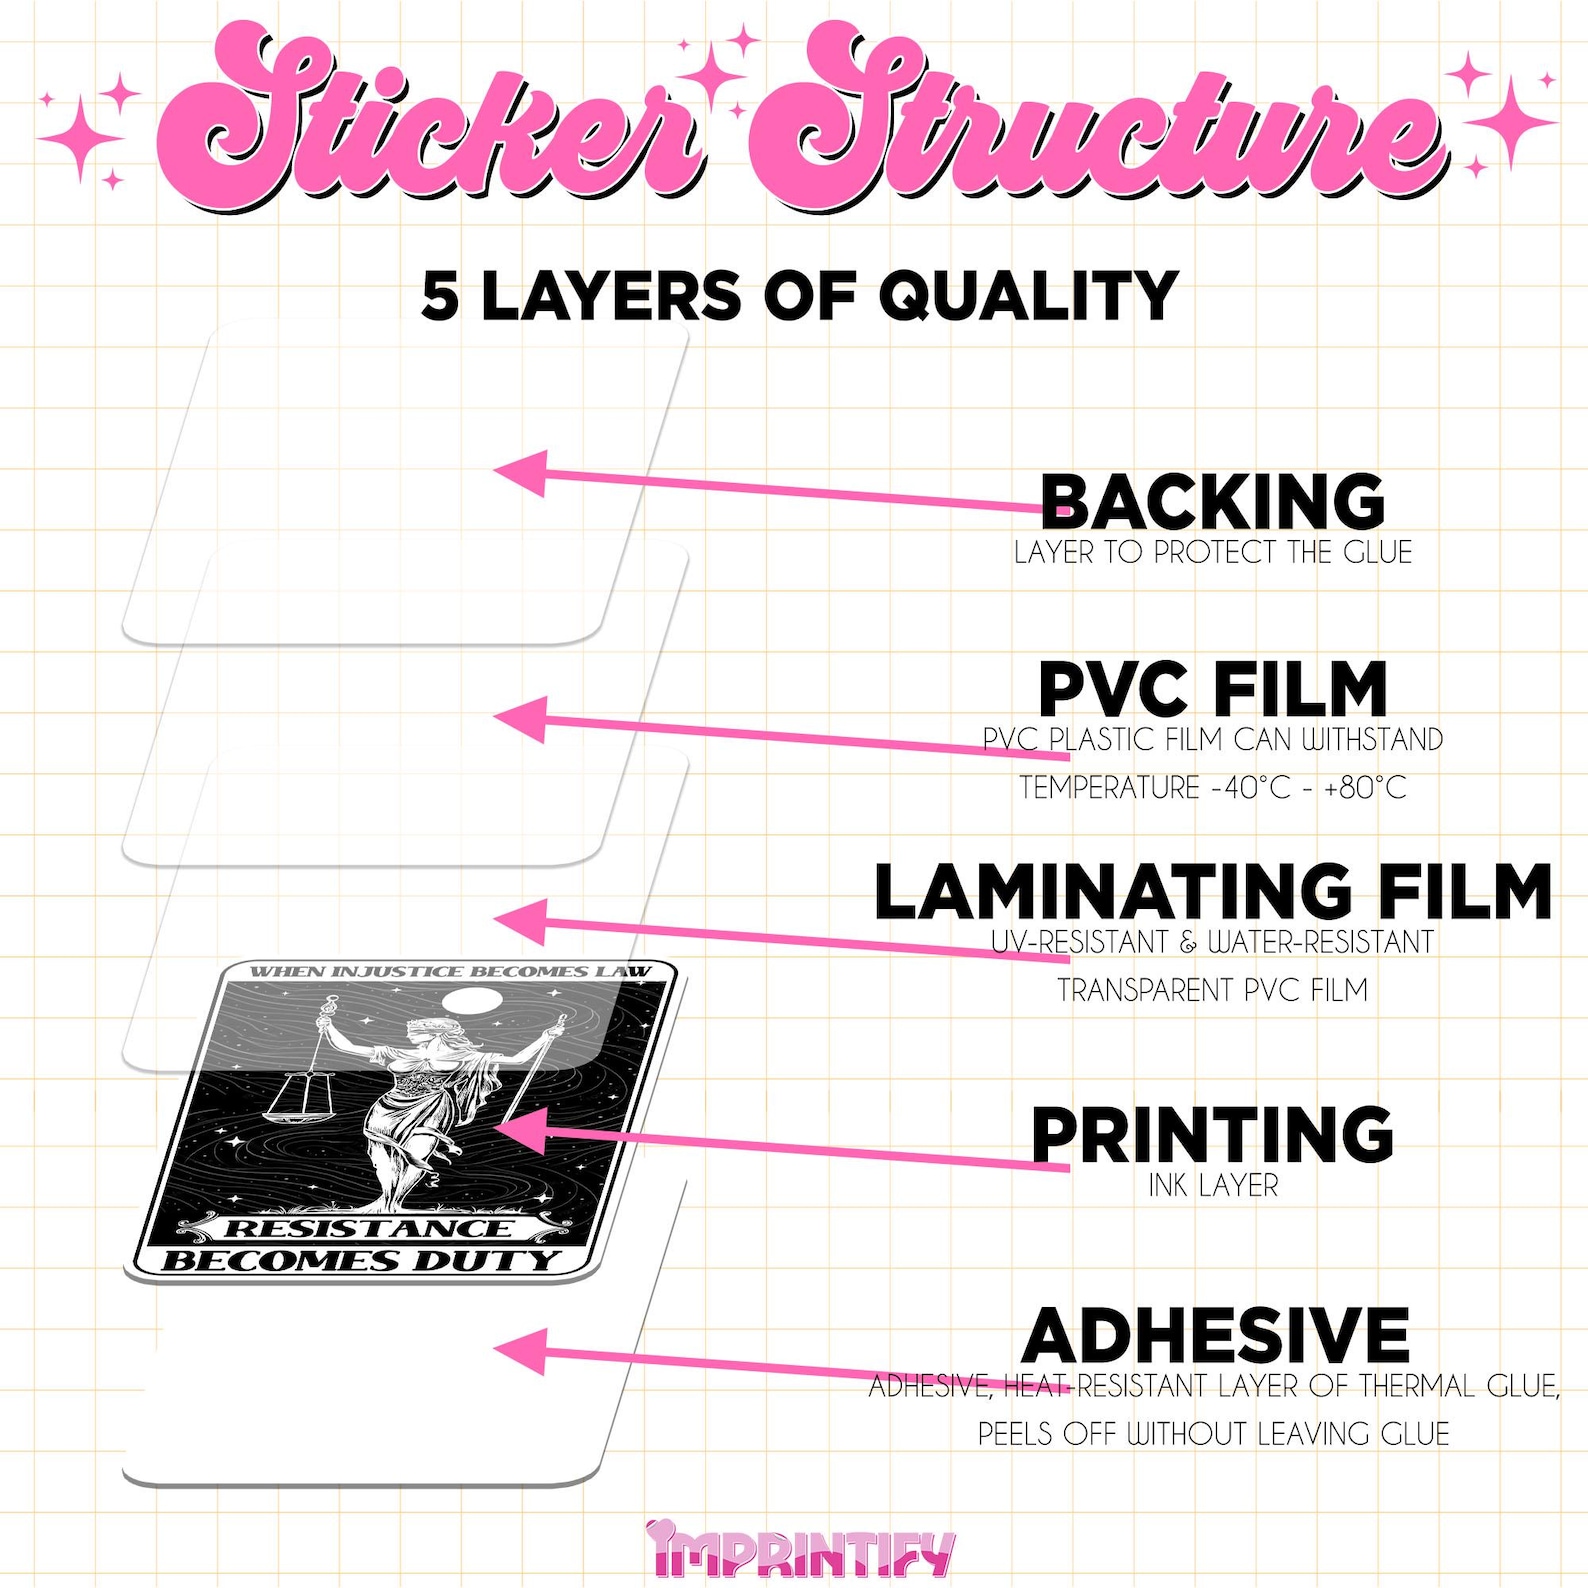 Sticker Structure
5 LAYERS OF QUALITY
BACKING
LAYER TO PROTECT THE GLUE
PVC FILM
PVC PLASTIC FILM CAN WITHSTAND
TEMPERATURE -40°C - +80°C
LAMINATING FILM
UV-RESISTANT & WATER-RESISTANT
TRANSPARENT PVC FILM
WHEN INJUSTICE BECOMES LAW
RESISTANCE
BECOMES DUTY
PRINTING
INK LAYER
ADHESIVE
ADHESIVE, HEAT-RESISTANT LAYER OF THERMAL GLUE,
PEELS OFF WITHOUT LEAVING GLUE
IMPRINTIFY